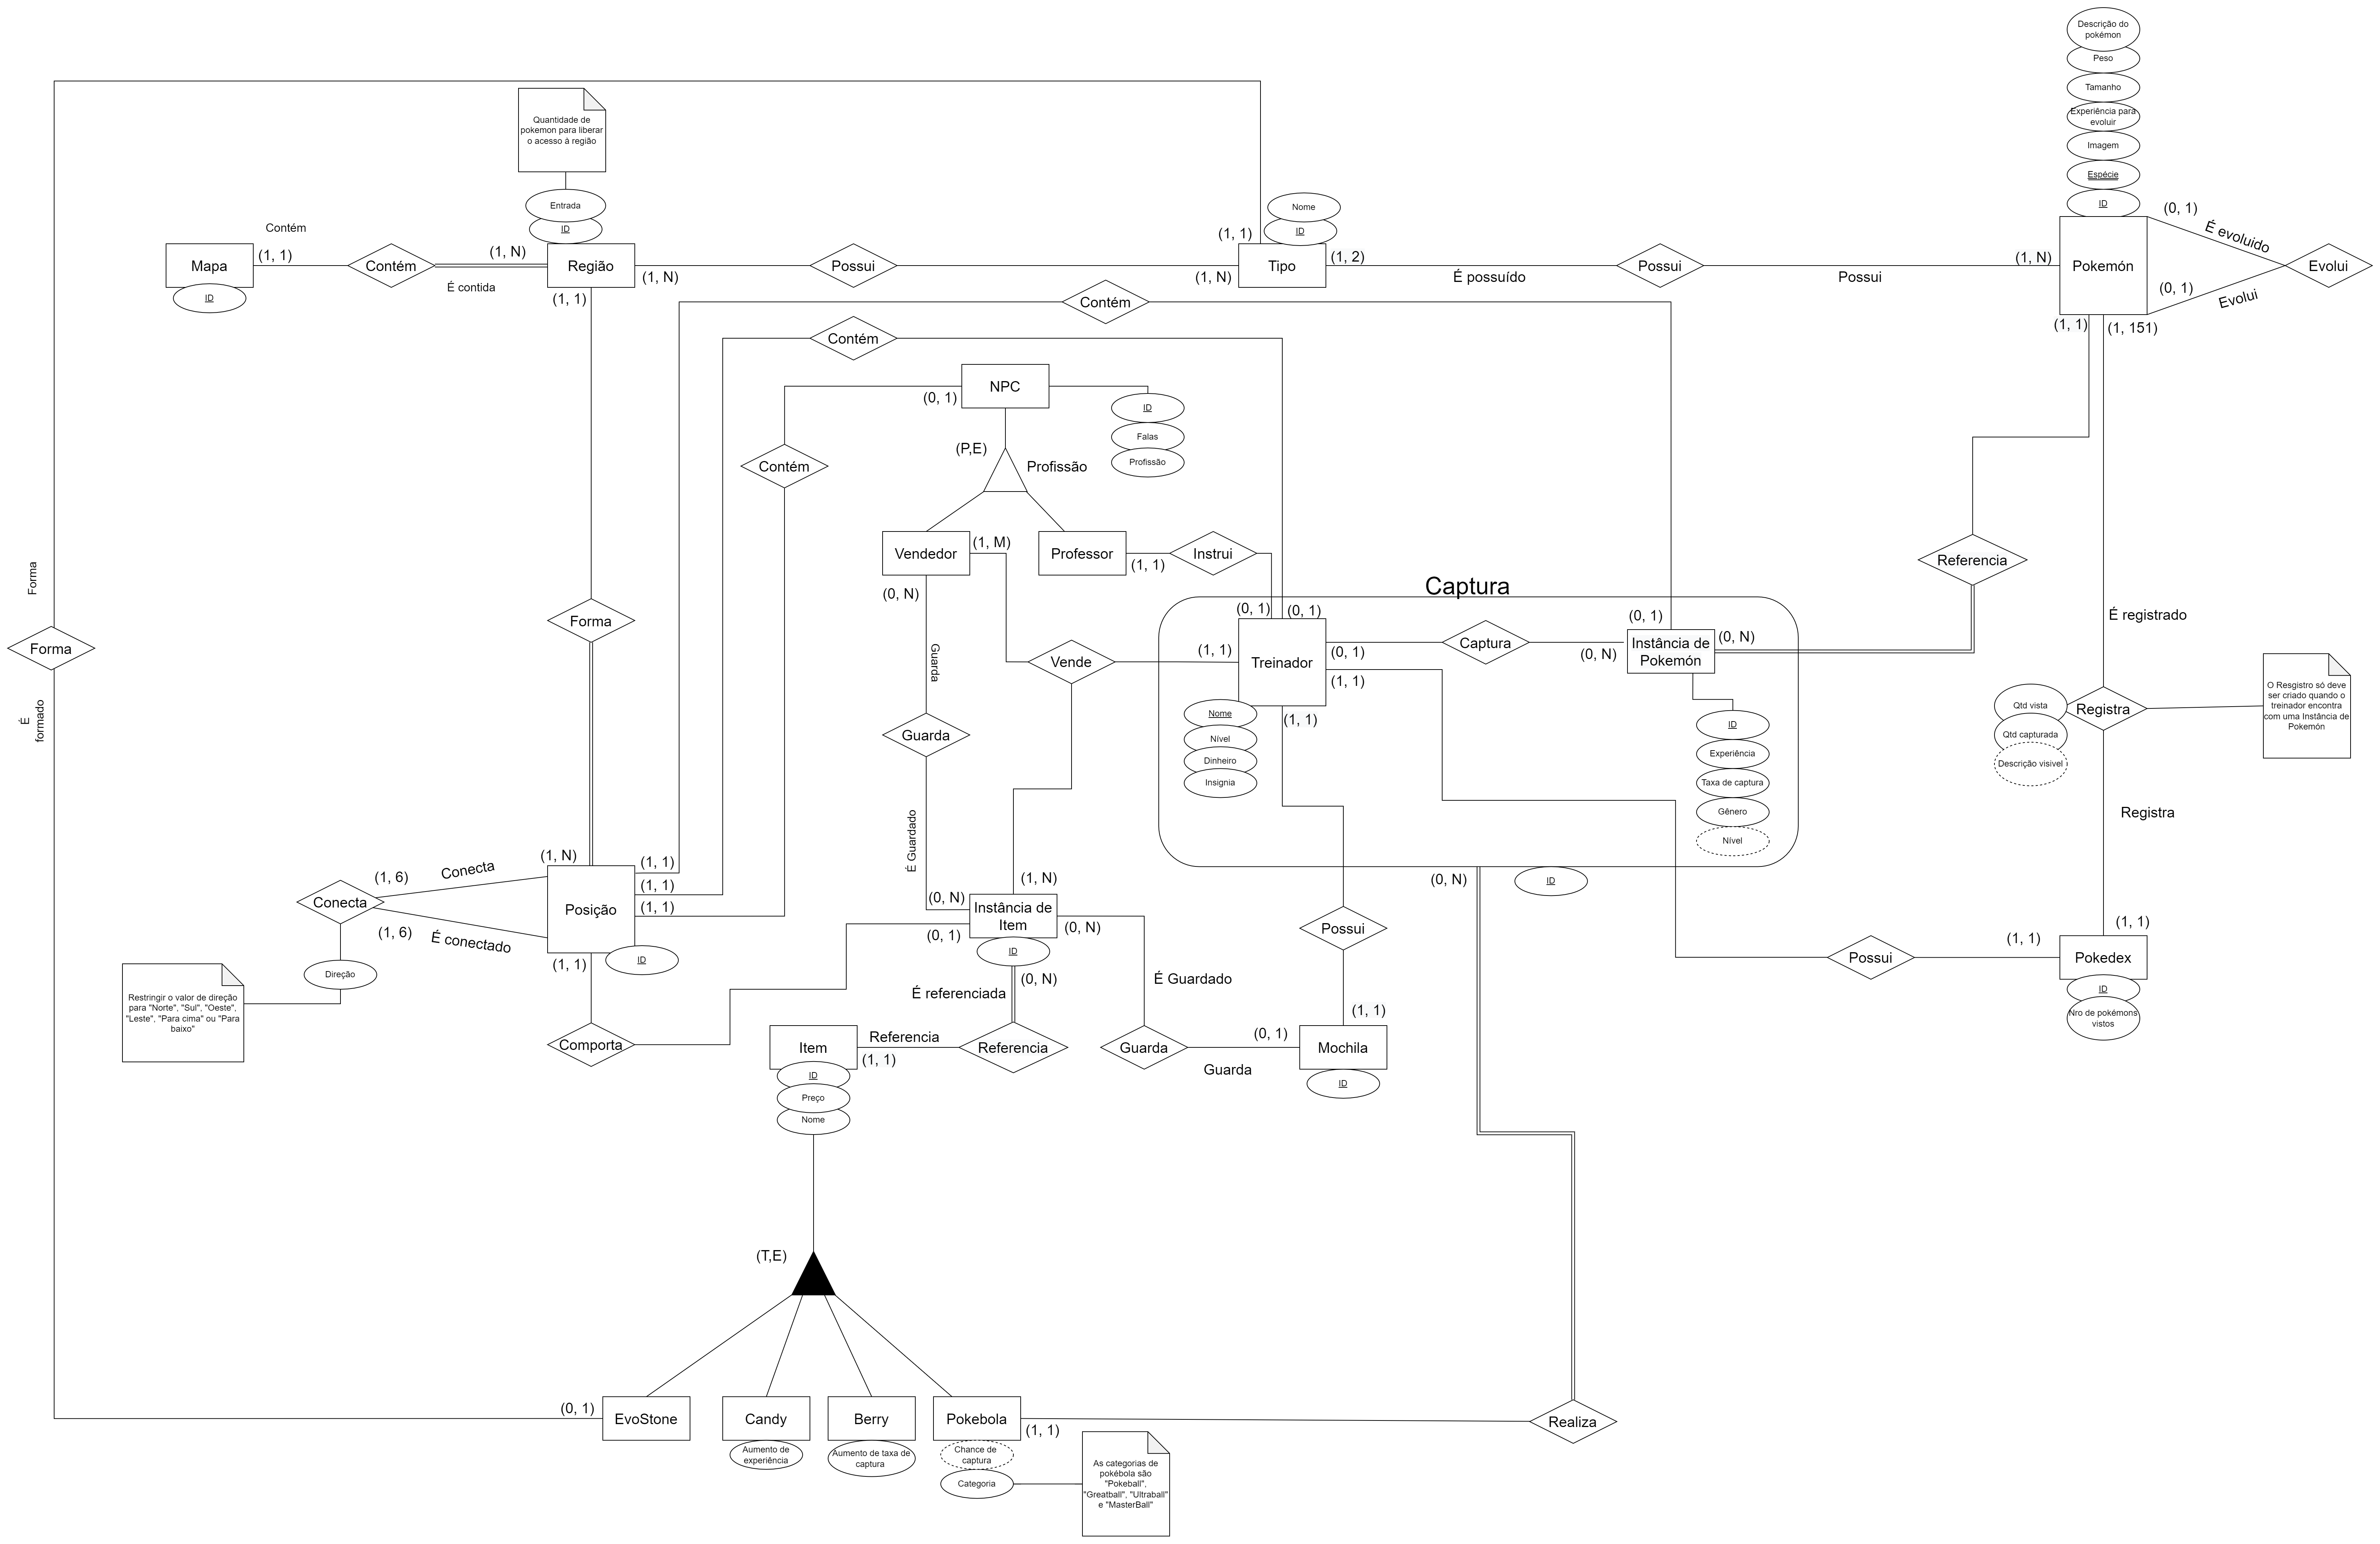 Descrição do
pokémon
Peso
Tamanho
Experiência para
evoluir
Imagem
Espécie
ID
Quantidade de
pokemon para liberar
o acesso á região
Entrada
ID
Nome
ID
Contém
Mapa
(1, 1)
Contém
(1, N)
É contida
ID
Região
(1, 1)
(1, N)
Possui
(1, N)
(1, 1)
Tipo
(1, 2)
É possuído
Possui
Possui
(1, N)
Pokemón
(0, 1)
É evoluido
Evolui
(0, 1)
Evolui
(1, 1)
(1, 151)
Contém
Contém
NPC
(0, 1)
ID
Falas
Profissão
Contém
(P,E)
Profissão
Vendedor
(1, M)
Professor
(1, 1)
Instrui
(0, N)
Referencia
Forma
Forma
É
formado
Forma
Captura
(0, 1)
(0, 1)
Treinador
(1, 1)
(0, 1)
(1, 1)
(1, 1)
Captura
(0, N)
(0, 1)
Instância de
Pokemón
(0, N)
Vende
Guarda
Guarda
É Guardado
Nome
Nível
Dinheiro
Insignia
ID
Experiência
Taxa de captura
Gênero
Nível
É registrado
Qtd vista
Qtd capturada
Descrição visivel
Registra
O Resgistro só deve
ser criado quando o
treinador encontra
com uma Instância de
Pokemón
Registra
(1, N)
(1, 1)
(1, 1)
(1, 1)
Posição
(1, 1)
ID
Conecta
(1, 6)
Conecta
(1, 6)
É conectado
Direção
Restringir o valor de direção
para "Norte", "Sul", "Oeste",
"Leste", "Para cima" ou "Para
baixo"
(0, N)
(1, N)
Instância de
Item
(0, 1)
(0, N)
ID
(0, N)
É referenciada
É Guardado
Possui
(0, N)
ID
Possui
(1, 1)
(1, 1)
Pokedex
ID
Nro de pokémons
vistos
Comporta
Item
Referencia
(1, 1)
Referencia
Guarda
(0, 1)
Guarda
(1, 1)
Mochila
ID
ID
Preço
Nome
(T,E)
(0, 1)
EvoStone
Candy
Berry
Pokebola
(1, 1)
Realiza
Aumento de
experiência
Aumento de taxa de
captura
Chance de
captura
Categoria
As categorias de
pokébola são
"Pokeball",
"Greatball", "Ultraball"
e "MasterBall"